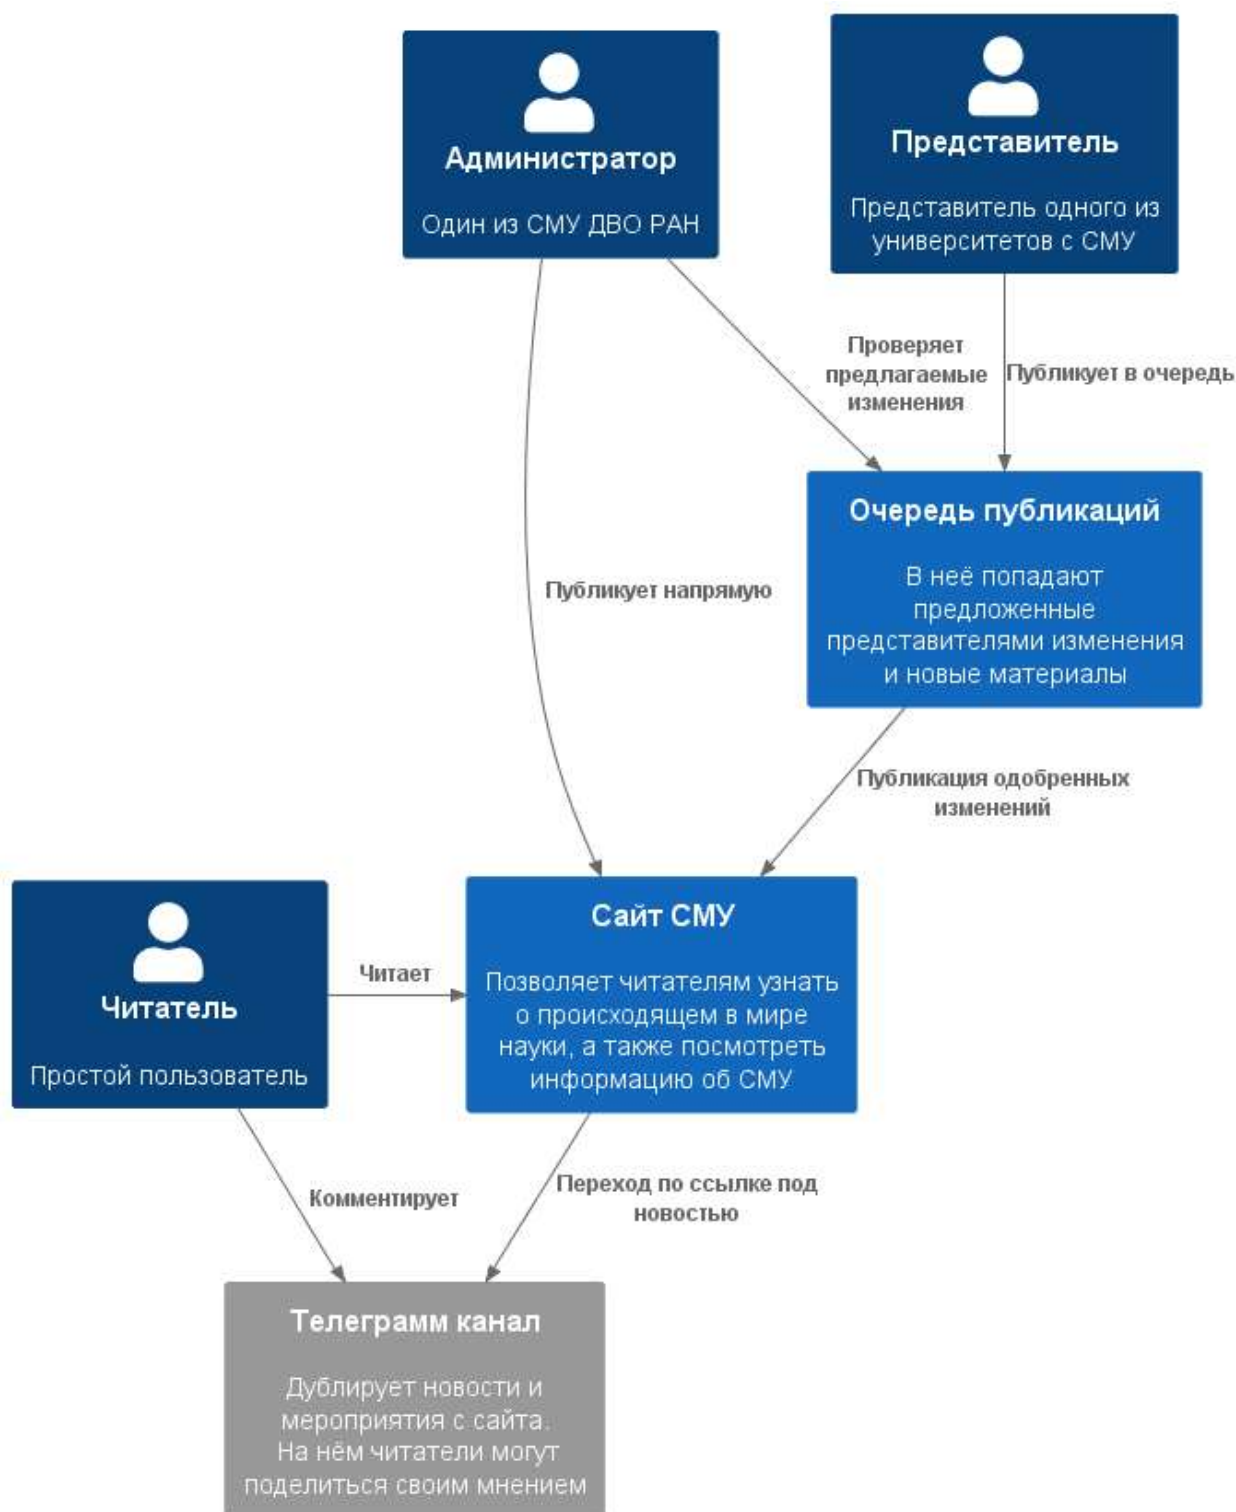 Администратор
Один из СМУ ДВО РАН
Представитель
Представитель одного из
университетов с СМУ
Проверяет
предлагаемые
изменения
Публикует в очередь
Очередь публикаций
В неё попадают
предложенные
представителями изменения
и новые материалы
Публикует напрямую
Публикация одобренных
изменений
Читатель
Простой пользователь
Читает
Сайт СМУ
Позволяет читателям узнать
о происходящем в мире
науки, а также посмотреть
информацию об СМУ
Комментирует
Переход по ссылке под
новостью
Телеграмм канал
Дублирует новости и
мероприятия с сайта.
На нём читатели могут
поделиться своим мнением